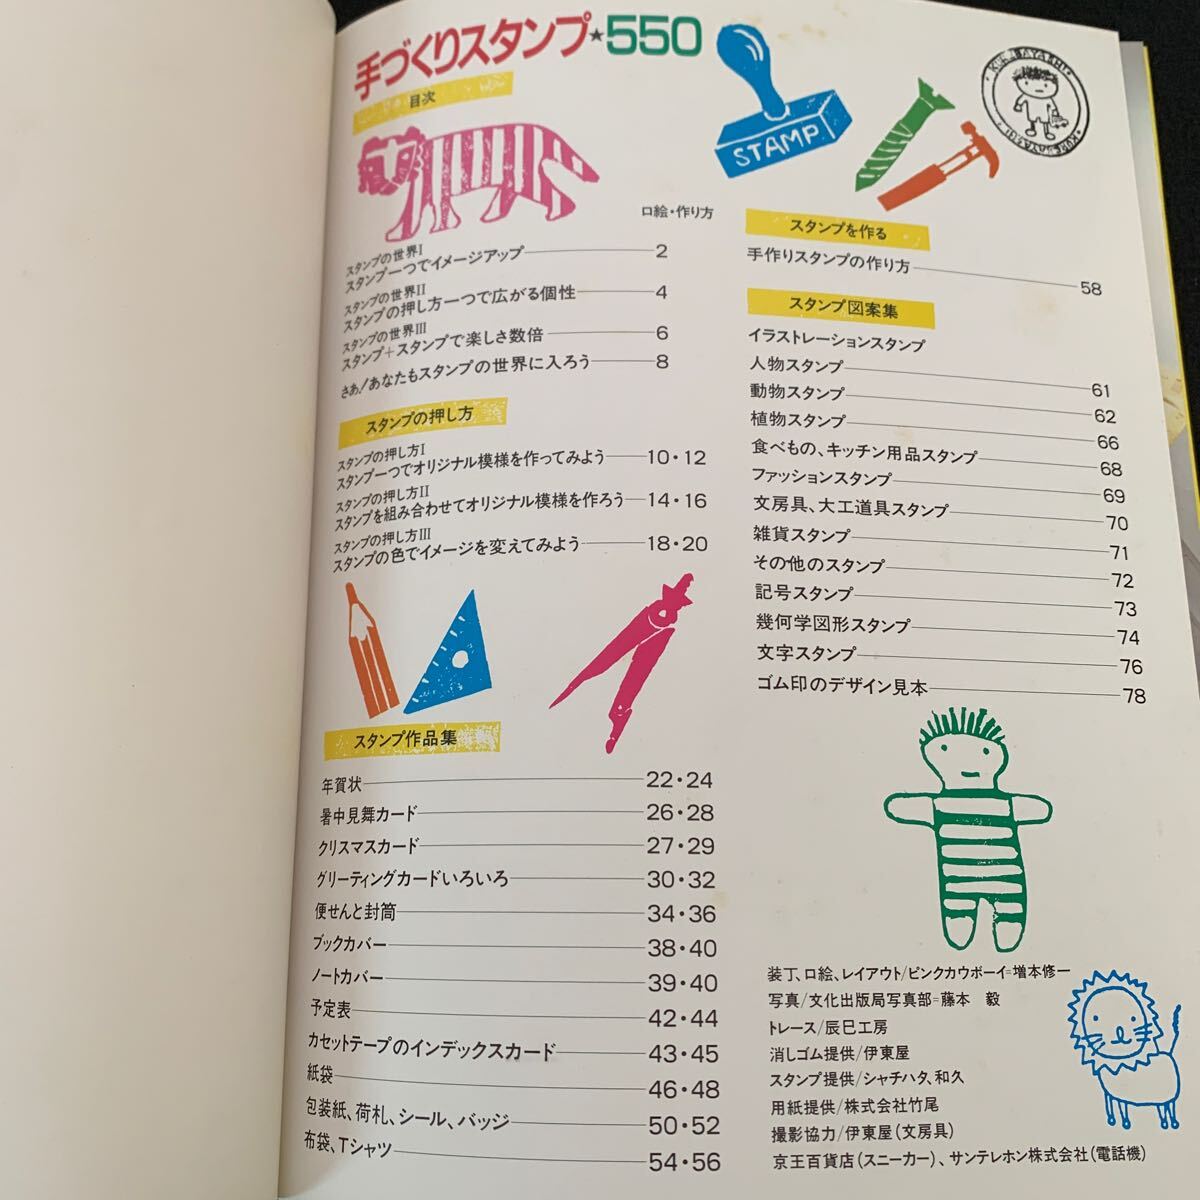 手づくりスタンプ★550
目次
STAMP
口絵・作り方
スタンプの世界I
スタンプ一つでイメージアップ 2
スタンプの世界II
スタンプの押し方一つで広がる個性 4
スタンプの世界III
スタンプ+スタンプで楽しさ数倍 6
さあ!あなたもスタンプの世界に入ろう 8
スタンプの押し方
スタンプの押し方I
スタンプ一つでオリジナル模様を作ってみよう 10・12
スタンプの押し方II
スタンプを組み合わせてオリジナル模様を作ろう 14・16
スタンプの押し方III
スタンプの色でイメージを変えてみよう 18・20
スタンプ作品集
年賀状 22・24
暑中見舞カード 26・28
クリスマスカード 27・29
グリーティングカードいろいろ 30・32
便せんと封筒 34・36
ブックカバー 38・40
ノートカバー 39・40
予定表 42・44
カセットテープのインデックスカード 43・45
紙袋 46・48
包装紙、荷札、シール、バッジ 50・52
布袋、Tシャツ 54・56
スタンプを作る
手作りスタンプの作り方 58
スタンプ図案集
イラストレーションスタンプ
人物スタンプ 61
動物スタンプ 62
植物スタンプ 66
食べもの、キッチン用品スタンプ 68
ファッションスタンプ 69
文房具、大工道具スタンプ 70
雑貨スタンプ 71
その他のスタンプ 72
記号スタンプ 73
幾何学図形スタンプ 74
文字スタンプ 76
ゴム印のデザイン見本 78
装丁、口絵、レイアウト/ピンクカウボーイ=増本修一
写真/文化出版局写真部=藤本 毅
トレース/辰巳工房
消しゴム提供/伊東屋
スタンプ提供/シャチハタ、和久
用紙提供/株式会社竹尾
撮影協力/伊東屋(文房具)
京王百貨店(スニーカー)、サンテレホン株式会社(電話機)